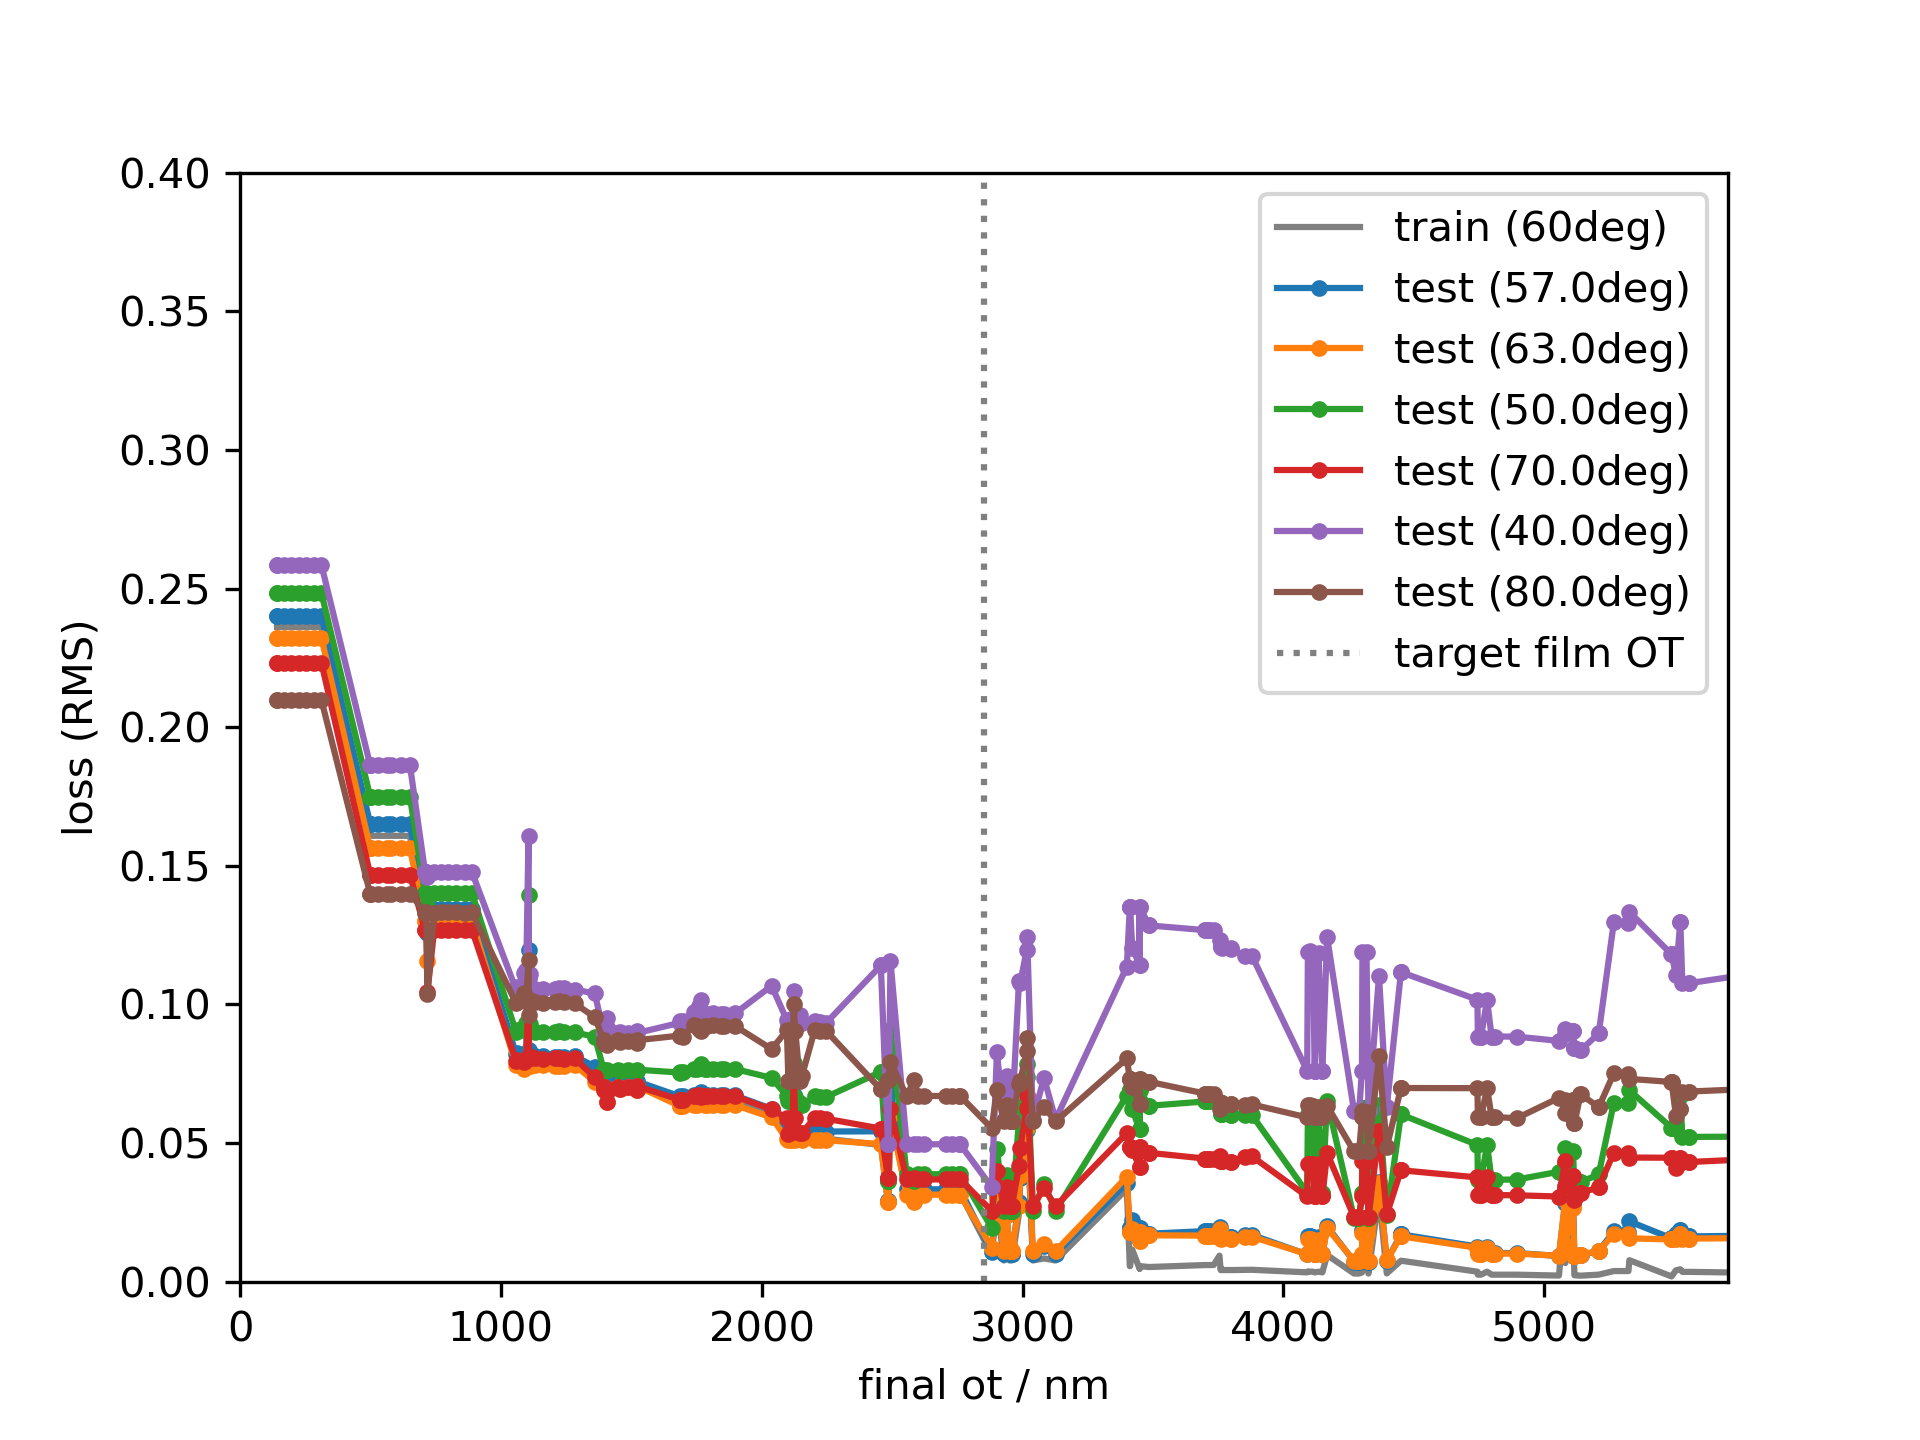 0.40
0.35
0.30
0.25
0.20
0.15
0.10
0.05
0.00
loss (RMS)
0
1000
2000
3000
4000
5000
final ot / nm
train (60deg)
test (57.0deg)
test (63.0deg)
test (50.0deg)
test (70.0deg)
test (40.0deg)
test (80.0deg)
target film OT